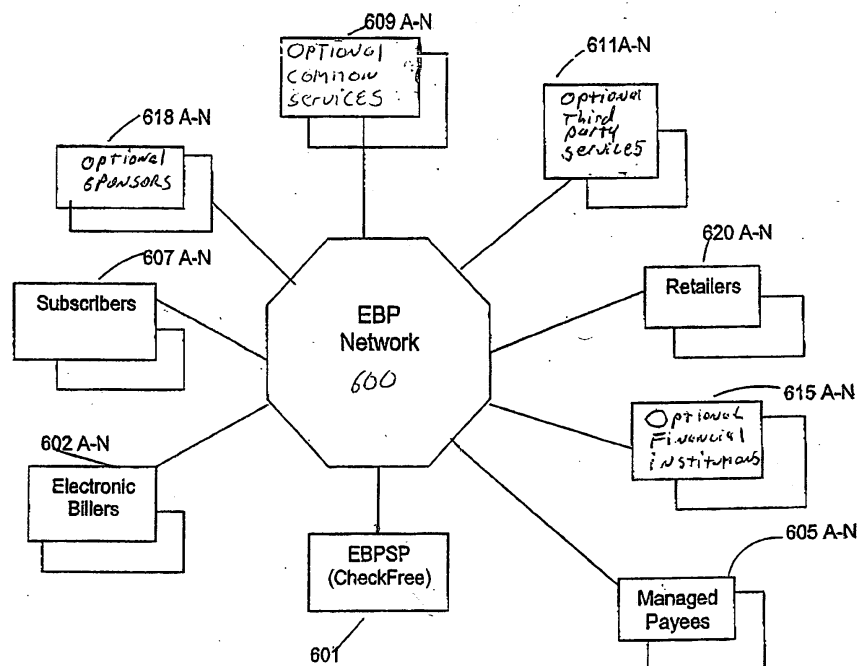 609 A-N
OPTIONAL
COMMON
SERVICES
611A-N
OPTIONAL
Third
party
services
618 A-N
OPTIONAL
SPONSORS
607 A-N
Subscribers
620 A-N
Retailers
EBP
Network
600
615 A-N
OPTIONAL
FINANCIAL
INSTITUTIONS
602 A-N
Electronic
Billers
EBPSP
(CheckFree)
601
605 A-N
Managed
Payees